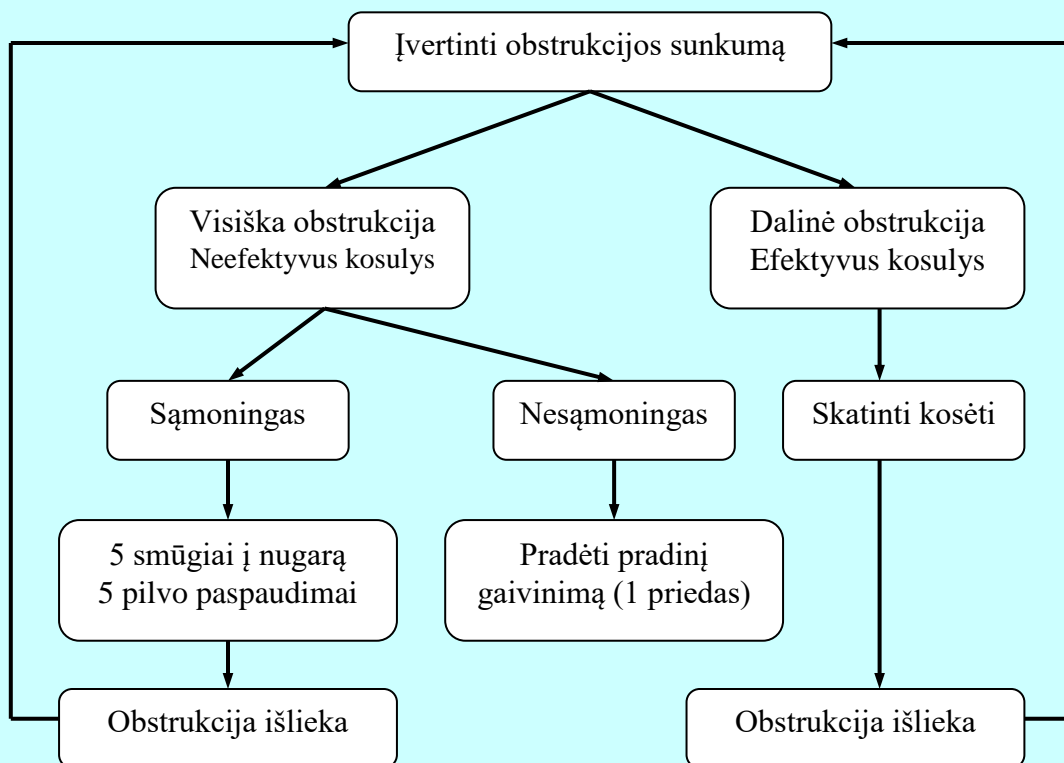 Įvertinti obstrukcijos sunkumą
Visiška obstrukcija
Neefektyvus kosulys
Dalinė obstrukcija
Efektyvus kosulys
Sąmoningas
Nesąmoningas
Skatinti kosėti
5 smūgiai į nugarą
5 pilvo paspaudimai
Pradėti pradinį
gaivinimą (1 priedas)
Obstrukcija išlieka
Obstrukcija išlieka